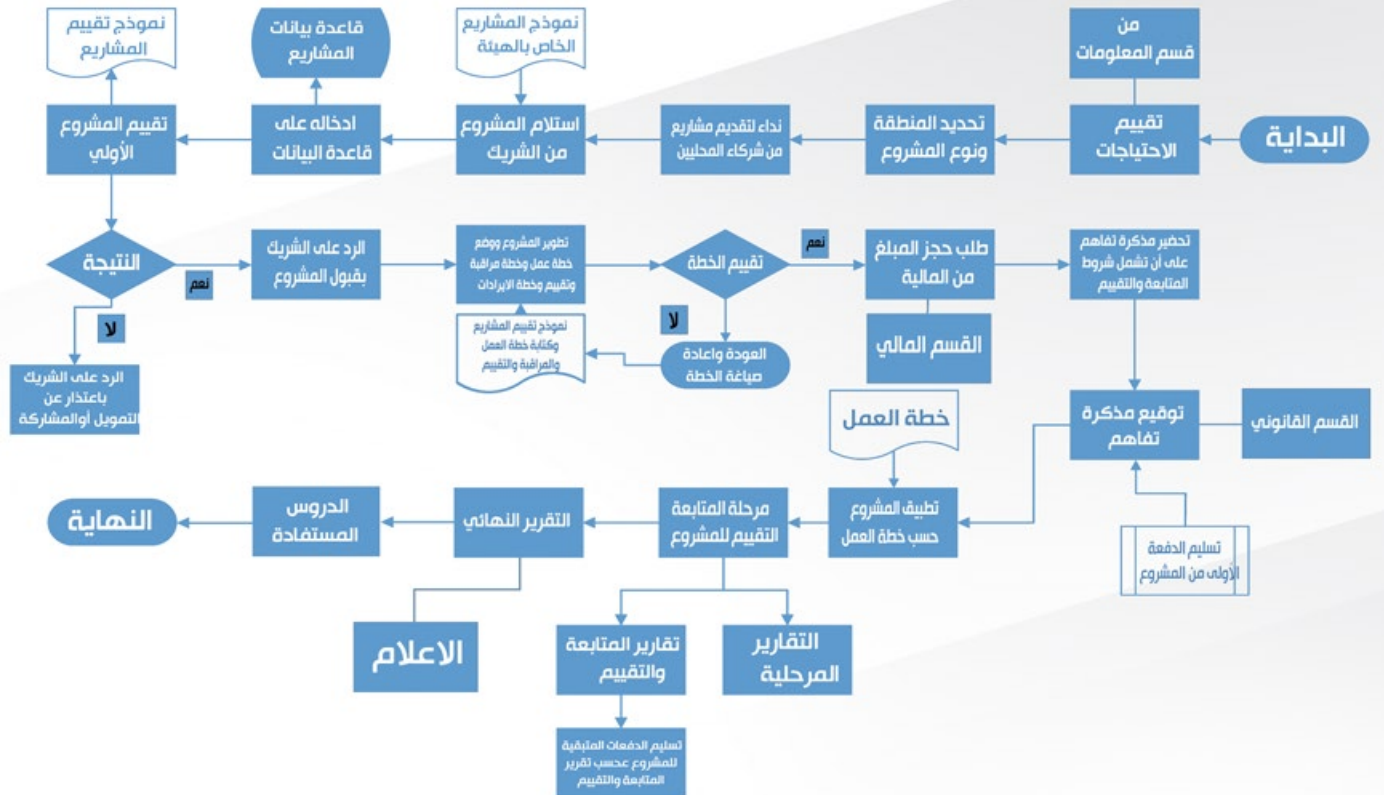 البداية
من
قسم المعلومات
تقييم
الاحتياجات
تحديد المنطقة
ونوع المشروع
نداء لتقديم مشاريع
من شركاء المحليين
نموذج المشاريع
الخاص بالهيئة
استلام المشروع
من الشريك
قاعدة بيانات
المشاريع
ادخاله على
قاعدة البيانات
نموذج تقييم
المشاريع
تقييم المشروع
الأولي
النتيجة
نعم
لا
الرد على الشريك
باعتذار عن
التمويل أوالمشاركة
الرد على الشريك
بقبول المشروع
تطوير المشروع ووضع
خطة عمل وخطة مراقبة
وتقييم وخطة الايرادات
نموذج تقييم المشاريع
وكتابة خطة العمل
والمراقبة والتقييم
تقييم الخطة
نعم
لا
العودة واعادة
صياغة الخطة
طلب حجز المبلغ
من المالية
القسم المالي
تحضير مذكرة تفاهم
على أن تشمل شروط
المتابعة والتقييم
توقيع مذكرة
تفاهم
القسم القانوني
تسليم الدفعة
الأولى من المشروع
خطة العمل
تطبيق المشروع
حسب خطة العمل
مرحلة المتابعة
التقييم للمشروع
التقارير
المرحلية
تقارير المتابعة
والتقييم
تسليم الدفعات المتبقية
للمشروع عحسب تقرير
المتابعة والتقييم
التقرير النهائي
الاعلام
الدروس
المستفادة
النهاية